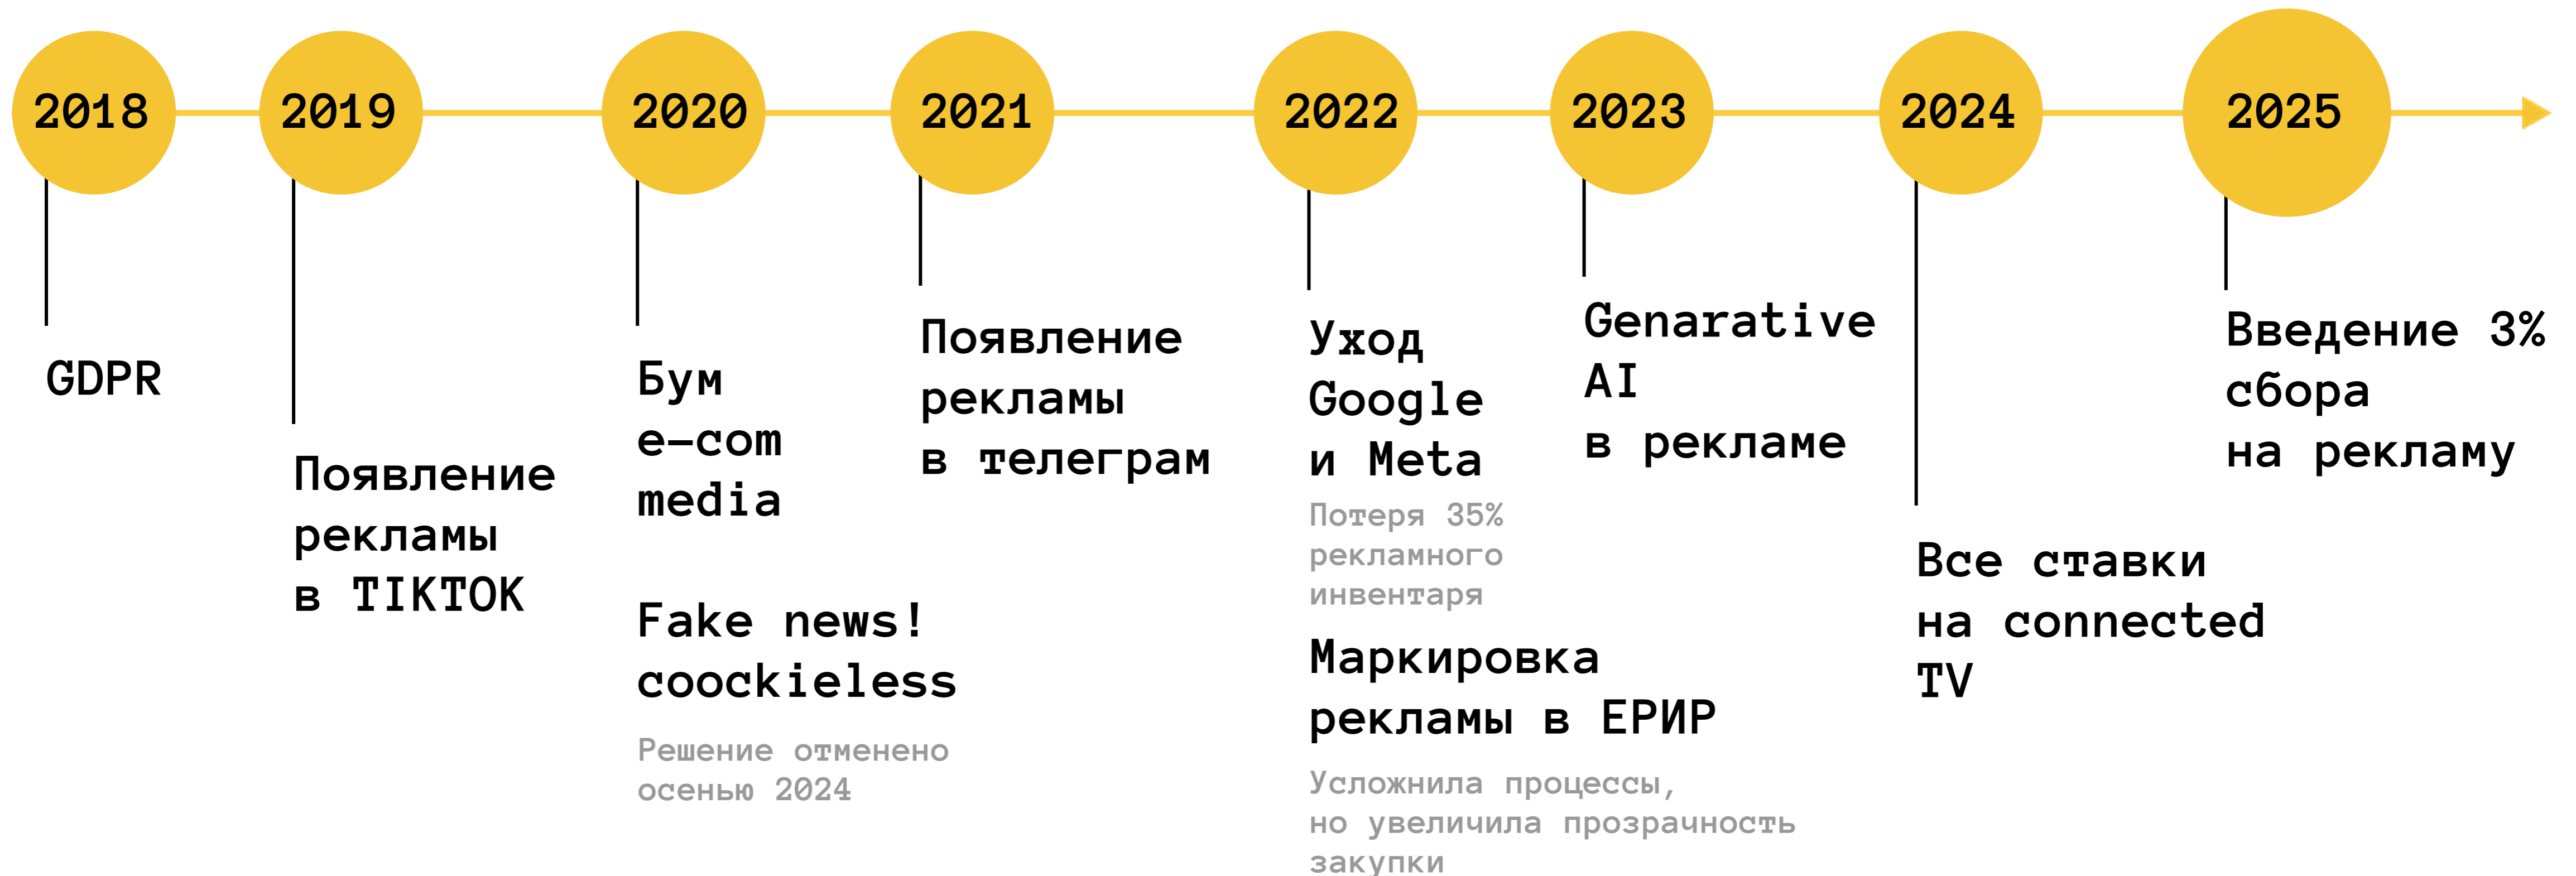 2018
2019
2020
2021
2022
2023
2024
2025
GDPR
Появление
рекламы
в TIKTOK
Бум
e-com
media
Fake news!
coockieless
Решение отменено
осенью 2024
Появление
рекламы
в телеграм
Уход
Google
и Meta
Потеря 35%
рекламного
инвентаря
Маркировка
рекламы в ЕРИР
Усложнила процессы,
но увеличила прозрачность
закупки
Genarative
AI
в рекламе
Все ставки
на connected
TV
Введение 3%
сбора
на рекламу